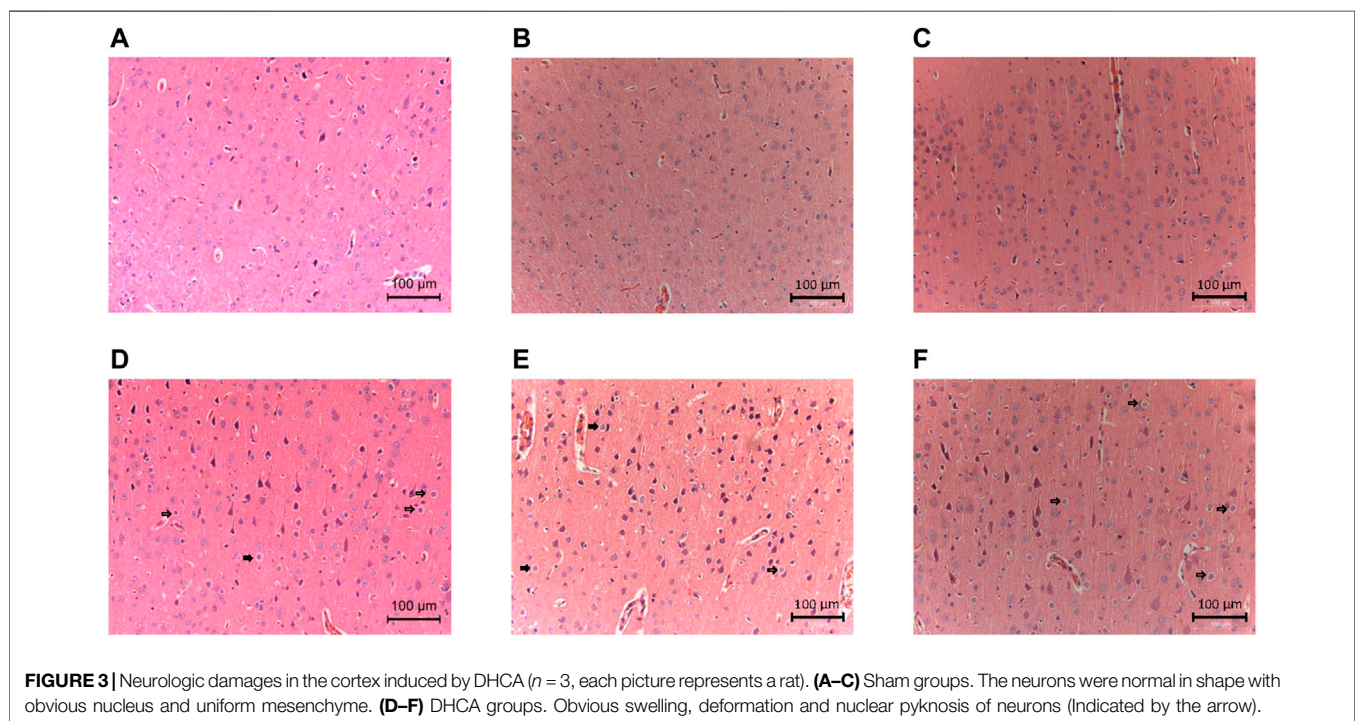 A
B
C
100 µm
100 µm
100 µm
D
E
F
100 µm
100 µm
100 µm
FIGURE 3 | Neurologic damages in the cortex induced by DHCA (n = 3, each picture represents a rat). (A–C) Sham groups. The neurons were normal in shape with
obvious nucleus and uniform mesenchyme. (D–F) DHCA groups. Obvious swelling, deformation and nuclear pyknosis of neurons (Indicated by the arrow).